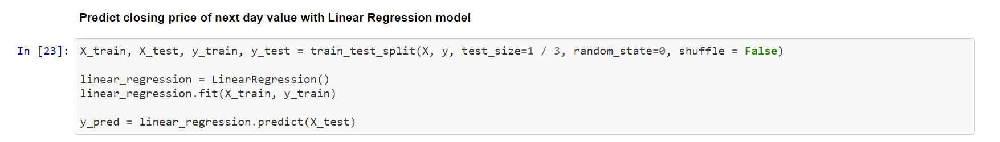 Predict closing price of next day value with Linear Regression model
In [23]: X_train, X_test, y_train, y_test = train_test_split(X, y, test_size=1 / 3, random_state=0, shuffle = False)
linear_regression = LinearRegression()
linear_regression.fit(X_train, y_train)
y_pred = linear_regression.predict(X_test)